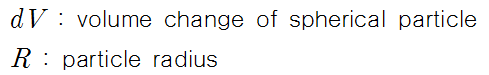 dV : volume change of spherical particle
R : particle radius